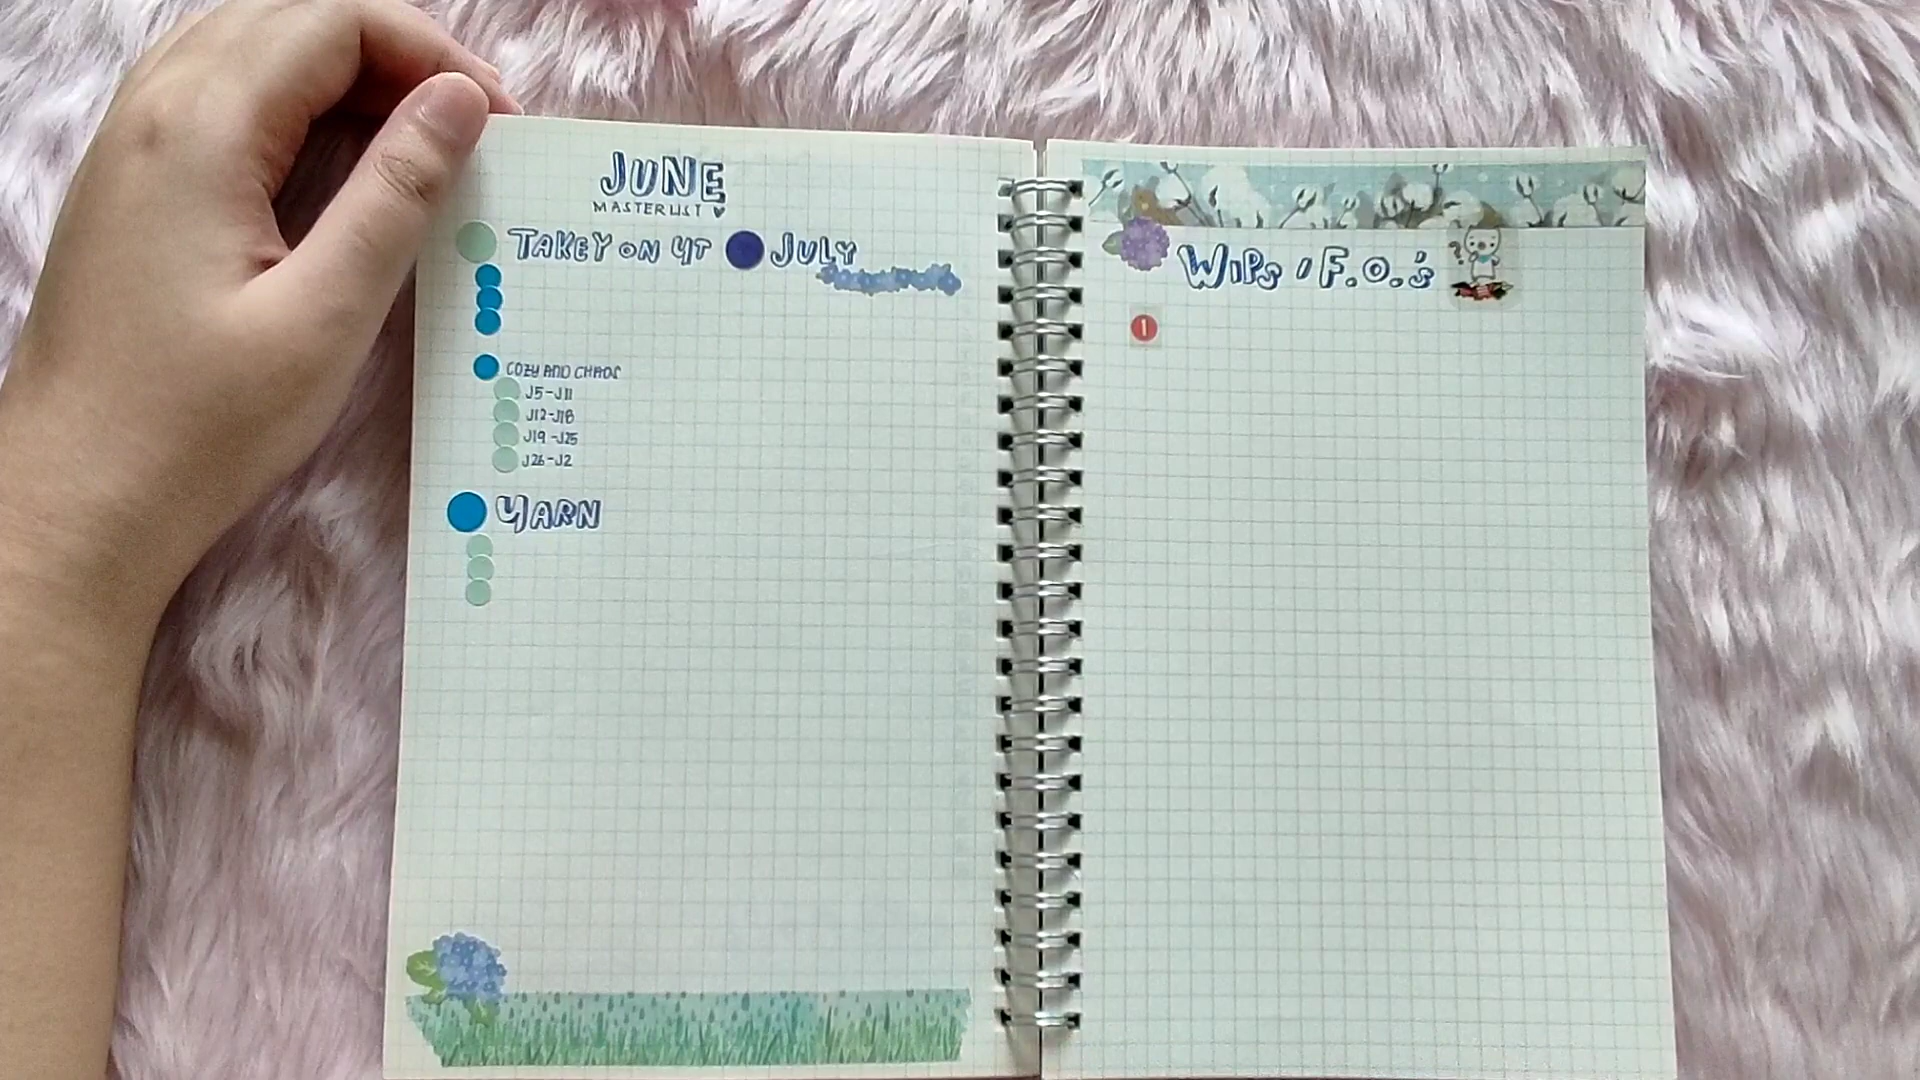 JUNE
MASTERLIST
TAKEY ON YT JULY
COZY AND CHAOS
J5-J11
J12-J18
J19-J25
J26-J2
YARN
WIPS / F.O.'s
1